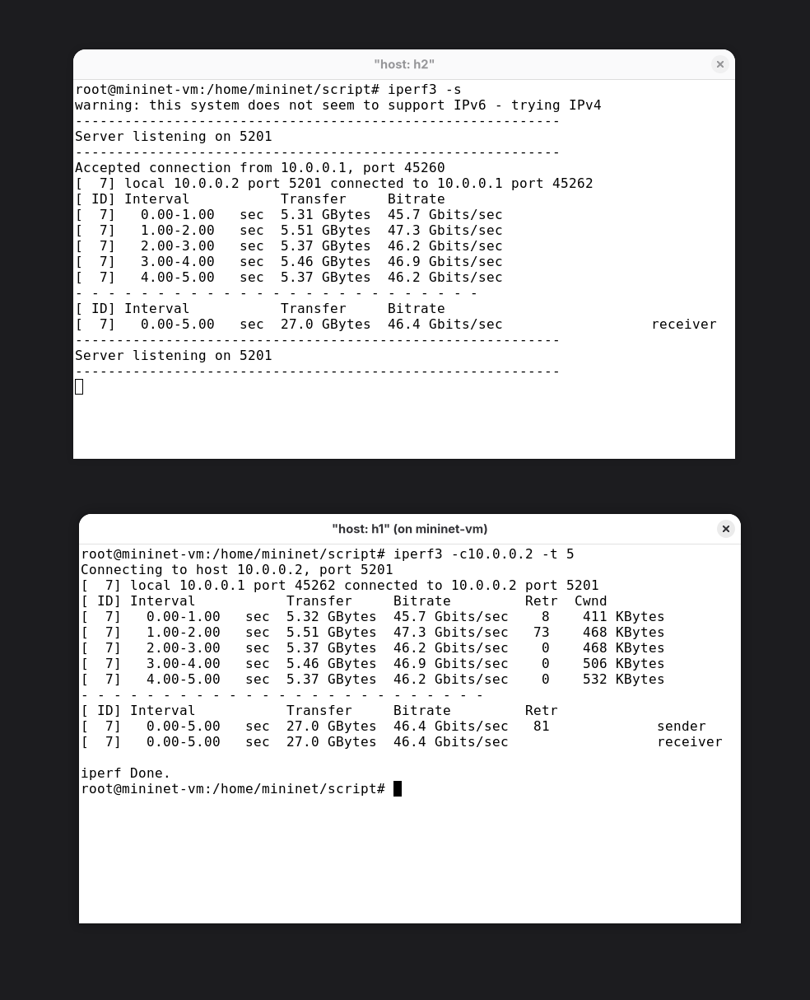 "host: h2"
root@mininet-vm:/home/mininet/script# iperf3 -s
warning: this system does not seem to support IPv6 - trying IPv4
-----------------------------------------------------------
Server listening on 5201
-----------------------------------------------------------
Accepted connection from 10.0.0.1, port 45260
[  7] local 10.0.0.2 port 5201 connected to 10.0.0.1 port 45262
[ ID] Interval           Transfer     Bitrate
[  7]   0.00-1.00   sec  5.31 GBytes  45.7 Gbits/sec
[  7]   1.00-2.00   sec  5.51 GBytes  47.3 Gbits/sec
[  7]   2.00-3.00   sec  5.37 GBytes  46.2 Gbits/sec
[  7]   3.00-4.00   sec  5.46 GBytes  46.9 Gbits/sec
[  7]   4.00-5.00   sec  5.37 GBytes  46.2 Gbits/sec
- - - - - - - - - - - - - - - - - - - - - - - - -
[ ID] Interval           Transfer     Bitrate
[  7]   0.00-5.00   sec  27.0 GBytes  46.4 Gbits/sec                  receiver
-----------------------------------------------------------
Server listening on 5201
-----------------------------------------------------------
"host: h1" (on mininet-vm)
root@mininet-vm:/home/mininet/script# iperf3 -c10.0.0.2 -t 5
Connecting to host 10.0.0.2, port 5201
[  7] local 10.0.0.1 port 45262 connected to 10.0.0.2 port 5201
[ ID] Interval           Transfer     Bitrate         Retr  Cwnd
[  7]   0.00-1.00   sec  5.32 GBytes  45.7 Gbits/sec    8    411 KBytes
[  7]   1.00-2.00   sec  5.51 GBytes  47.3 Gbits/sec   73    468 KBytes
[  7]   2.00-3.00   sec  5.37 GBytes  46.2 Gbits/sec    0    468 KBytes
[  7]   3.00-4.00   sec  5.46 GBytes  46.9 Gbits/sec    0    506 KBytes
[  7]   4.00-5.00   sec  5.37 GBytes  46.2 Gbits/sec    0    532 KBytes
- - - - - - - - - - - - - - - - - - - - - - - - -
[ ID] Interval           Transfer     Bitrate         Retr
[  7]   0.00-5.00   sec  27.0 GBytes  46.4 Gbits/sec   81             sender
[  7]   0.00-5.00   sec  27.0 GBytes  46.4 Gbits/sec                  receiver
iperf Done.
root@mininet-vm:/home/mininet/script#